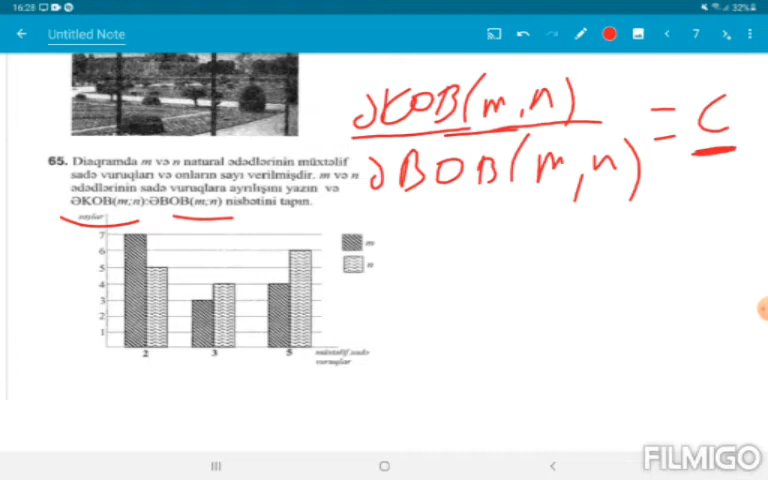 16:28
32%
Untitled Note
7
ƏKOB(m,n)
= C
ƏBOB(m,n)
65. Diaqramda m və n natural ədədlərinin müxtəlif
sadə vuruqları və onların sayı verilmişdir. m və n
ədədlərinin sadə vuruqlara ayrılışını yazın və
ƏKOB(m;n):ƏBOB(m;n) nisbətini tapın.
saylar
7
6
5
4
3
2
1
m
n
2 3 5
müxtəlif sadə
vuruqlar
FILMIGO